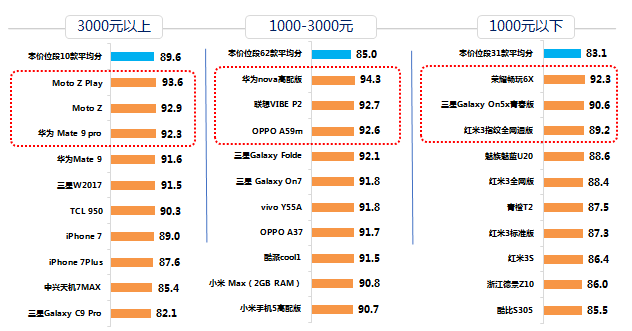 3000元以上
本价位段10款平均分 89.6
Moto Z Play 93.6
Moto Z 92.9
华为 Mate 9 pro 92.3
华为Mate 9 91.6
三星W2017 91.5
TCL 950 90.3
iPhone 7 89.0
iPhone 7Plus 87.6
中兴天机7MAX 85.4
三星Galaxy C9 Pro 82.1
1000-3000元
本价位段62款平均分 85.0
华为nova高配版 94.3
联想VIBE P2 92.7
OPPO A59m 92.6
三星Galaxy Folde 92.1
三星 Galaxy On7 91.8
vivo Y55A 91.8
OPPO A37 91.7
酷派cool1 91.5
小米 Max（2GB RAM） 90.8
小米手机5高配版 90.7
1000元以下
本价位段31款平均分 83.1
荣耀畅玩6X 92.3
三星Galaxy On5x青春版 90.6
红米3指纹全网通版 89.2
魅族魅蓝U20 88.6
红米3全网版 88.4
青橙T2 87.5
红米3标准版 87.3
红米3S 86.4
浙江德景Z10 86.0
酷比S305 85.5